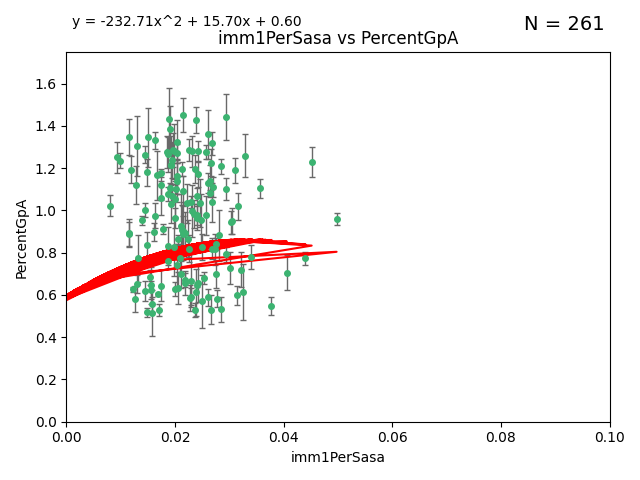 y = -232.71x^2 + 15.70x + 0.60
N = 261
imm1PerSasa vs PercentGpA
1.6
1.4
1.2
1.0
0.8
0.6
0.4
0.2
0.0
PercentGpA
0.00 0.02 0.04 0.06 0.08 0.10
imm1PerSasa